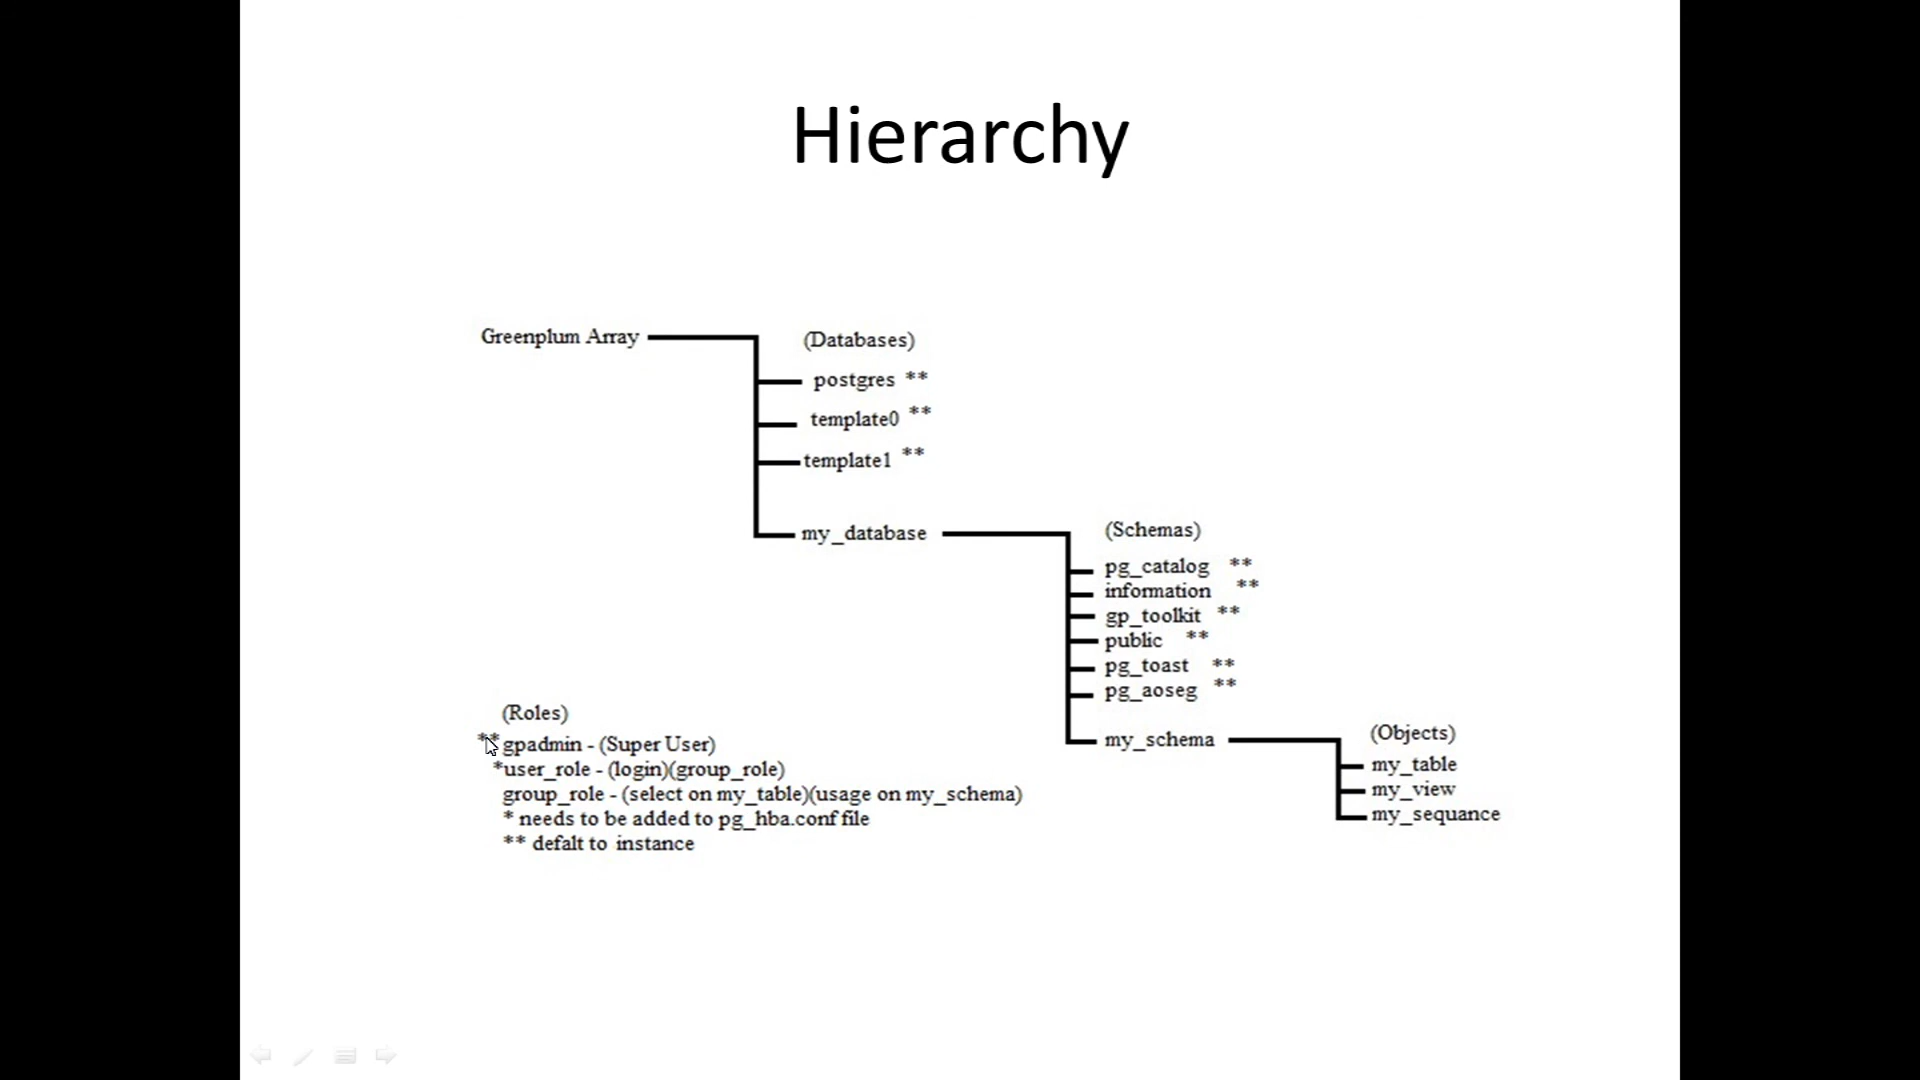 Hierarchy
Greenplum Array
(Databases)
postgres **
template0 **
template1 **
my_database
(Schemas)
pg_catalog **
information **
gp_toolkit **
public **
pg_toast **
pg_aoseg **
my_schema
(Objects)
my_table
my_view
my_sequance
(Roles)
** gpadmin - (Super User)
*user_role - (login)(group_role)
group_role - (select on my_table)(usage on my_schema)
* needs to be added to pg_hba.conf file
** defalt to instance